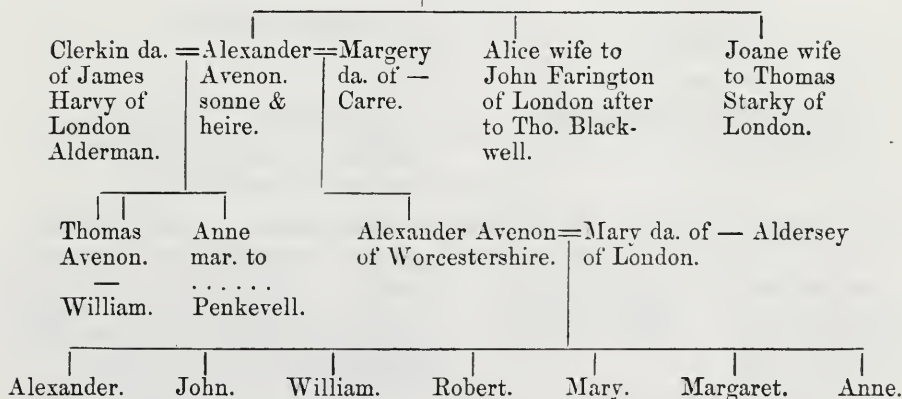 Clerkin da. = Alexander = Margery Alice wife to Joane wife
of James Avenon. da. of — John Farington to Thomas
Harvy of sonne & Carre. of London after Starky of
London heire. to Tho. Black- London.
Alderman. well.
Thomas Anne Alexander Avenon = Mary da. of — Aldersey
Avenon. mar. to of Worcestershire. of London.
— . . . . . .
William. Penkevell.
Alexander. John. William. Robert. Mary. Margaret. Anne.